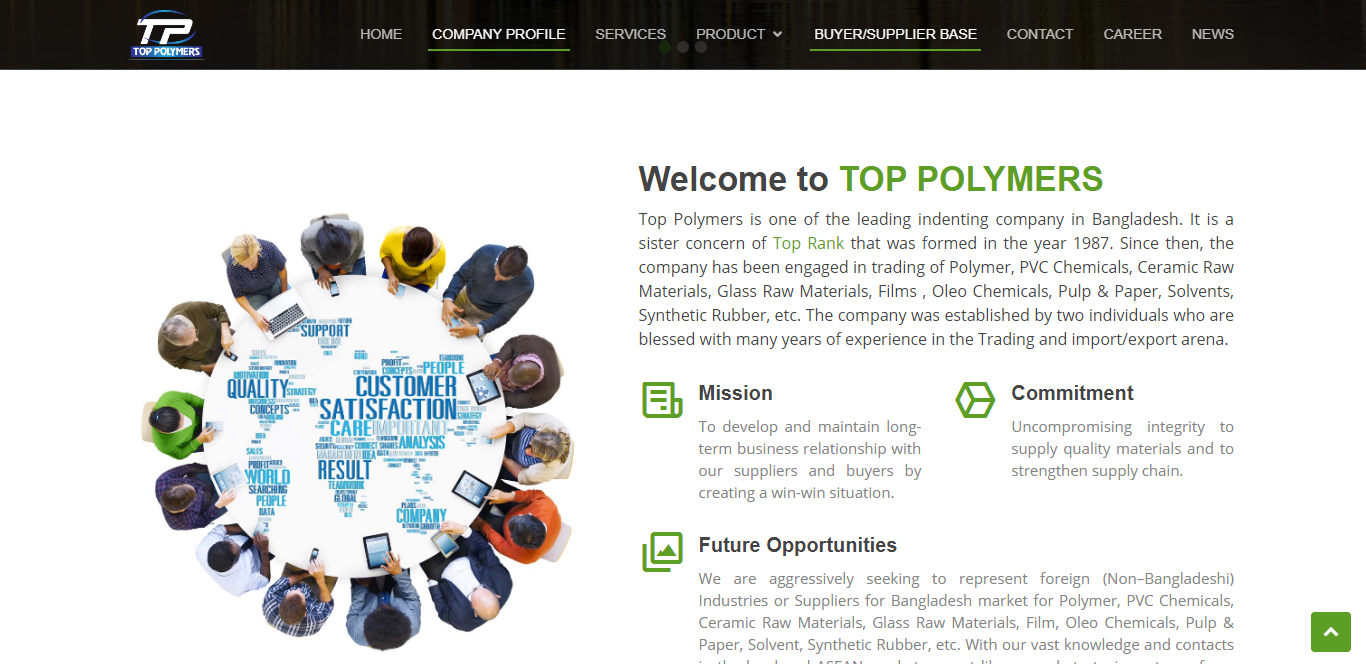 TP
TOP POLYMERS
HOME
COMPANY PROFILE
SERVICES
PRODUCT
BUYER/SUPPLIER BASE
CONTACT
CAREER
NEWS
Welcome to TOP POLYMERS
Top Polymers is one of the leading indenting company in Bangladesh. It is a
sister concern of Top Rank that was formed in the year 1987. Since then, the
company has been engaged in trading of Polymer, PVC Chemicals, Ceramic Raw
Materials, Glass Raw Materials, Films , Oleo Chemicals, Pulp & Paper, Solvents,
Synthetic Rubber, etc. The company was established by two individuals who are
blessed with many years of experience in the Trading and import/export arena.
SUPPORT
TEAMWORK
PROFIT
CONCEPTS
PEOPLE
QUALITY
STRATEGY
CONCEPTS
CUSTOMER
SATISFACTION
CARE
IMPORTANT
ANALYSIS
MANAGEMENT
IDEA
RESULT
TEAMWORK
GLOBAL
SALES
PROFIT
WORLD
SEARCHING
PEOPLE
DATA
COMPANY
Mission
To develop and maintain long-
term business relationship with
our suppliers and buyers by
creating a win-win situation.
Commitment
Uncompromising integrity to
supply quality materials and to
strengthen supply chain.
Future Opportunities
We are aggressively seeking to represent foreign (Non–Bangladeshi)
Industries or Suppliers for Bangladesh market for Polymer, PVC Chemicals,
Ceramic Raw Materials, Glass Raw Materials, Film, Oleo Chemicals, Pulp &
Paper, Solvent, Synthetic Rubber, etc. With our vast knowledge and contacts